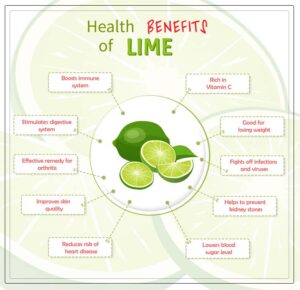 Health BENEFITS
of LIME
Boosts immune
system
Rich in
Vitamin C
Stimulates digestive
system
Good for
losing weight
Effective remedy for
arthritis
Fights off infections
and viruses
Improves skin
quality
Helps to prevent
kidney stones
Reduces risk of
heart disease
Lowers blood
sugar level